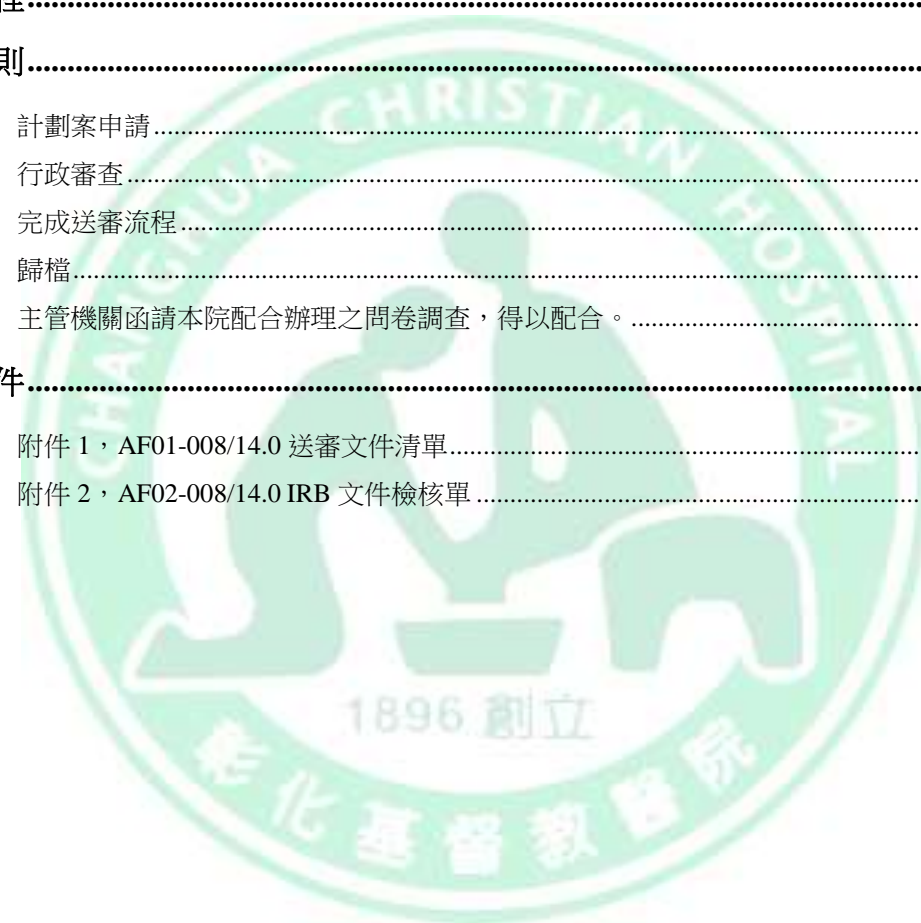 程........................................................................................................
則........................................................................................................
計劃案申請........................................................................................................
行政審查........................................................................................................
完成送審流程........................................................................................................
歸檔........................................................................................................
主管機關函請本院配合辦理之問卷調查，得以配合。........................................................
件........................................................................................................
附件 1，AF01-008/14.0 送審文件清單........................................................................
附件 2，AF02-008/14.0 IRB 文件檢核單........................................................................
CHANGHUA CHRISTIAN HOSPITAL
1896 創立
彰化基督教醫院